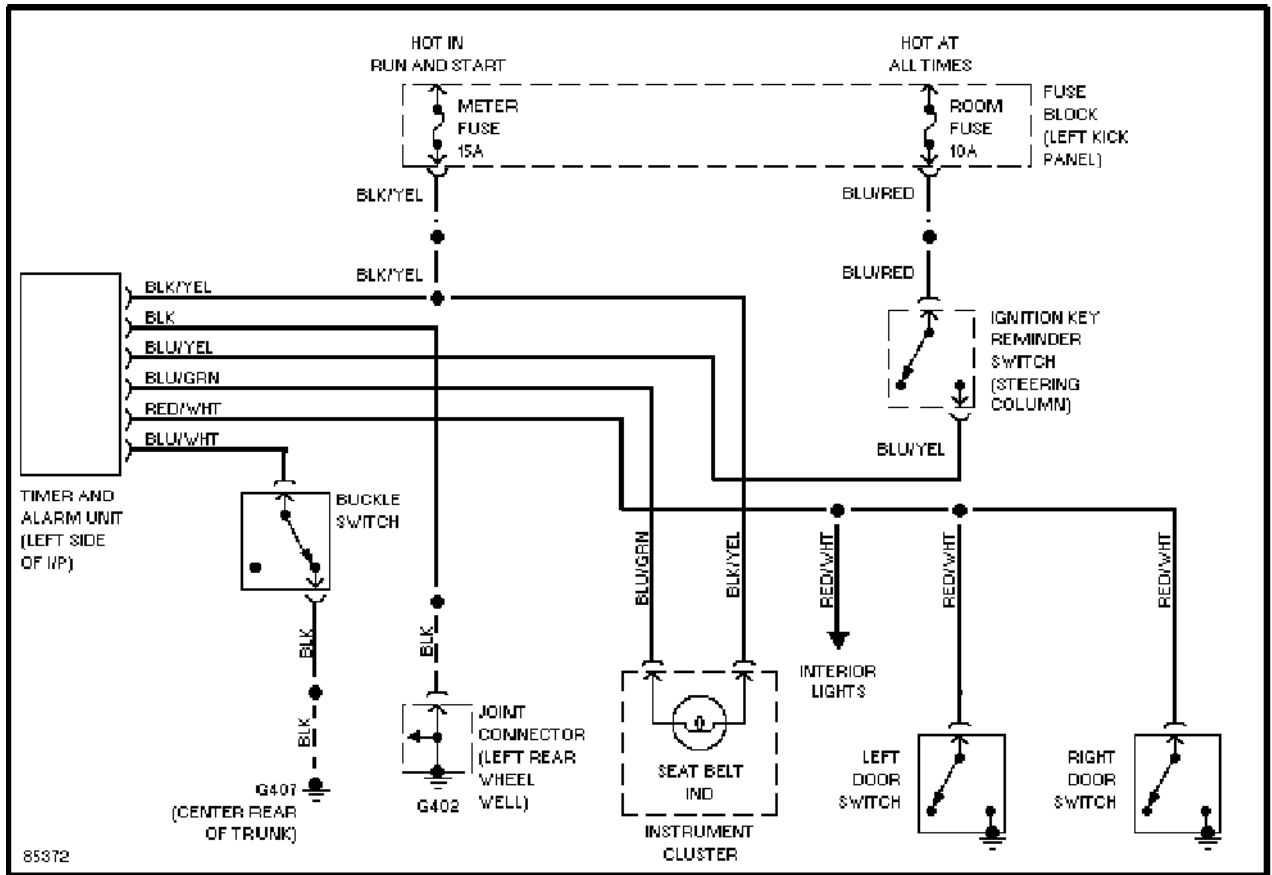 HOT IN
RUN AND START
HOT AT
ALL TIMES
METER
FUSE
15A
ROOM
FUSE
10A
FUSE
BLOCK
(LEFT KICK
PANEL)
BLK/YEL
BLU/RED
BLK/YEL
BLU/RED
BLK/YEL
BLK
BLU/YEL
BLU/GRN
RED/WHT
BLU/WHT
IGNITION KEY
REMINDER
SWITCH
(STEERING
COLUMN)
BLU/YEL
TIMER AND
ALARM UNIT
(LEFT SIDE
OF I/P)
BUCKLE
SWITCH
BLU/GRN
BLK/YEL
RED/WHT
RED/WHT
RED/WHT
BLK
BLK
BLK
INTERIOR
LIGHTS
JOINT
CONNECTOR
(LEFT REAR
WHEEL
WELL)
G407
(CENTER REAR
OF TRUNK)
G402
SEAT BELT
IND
INSTRUMENT
CLUSTER
LEFT
DOOR
SWITCH
RIGHT
DOOR
SWITCH
85372